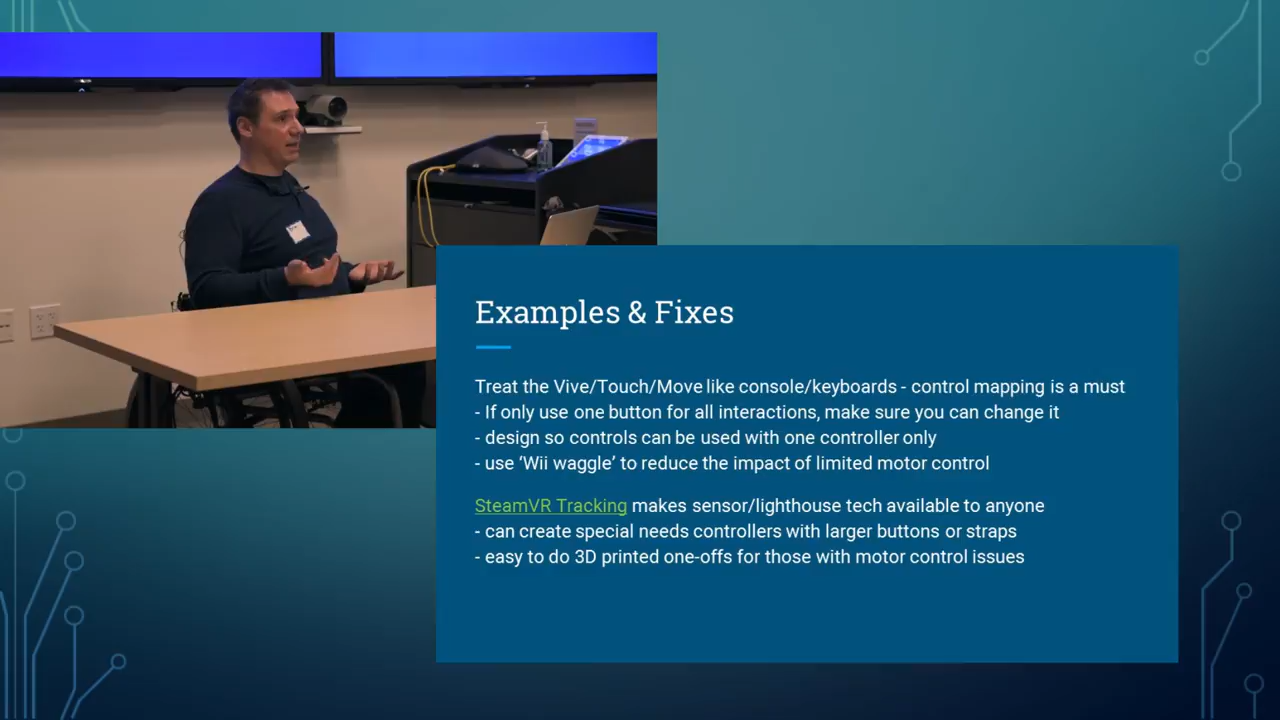 Examples & Fixes
Treat the Vive/Touch/Move like console/keyboards - control mapping is a must
- If only use one button for all interactions, make sure you can change it
- design so controls can be used with one controller only
- use ‘Wii waggle’ to reduce the impact of limited motor control
SteamVR Tracking makes sensor/lighthouse tech available to anyone
- can create special needs controllers with larger buttons or straps
- easy to do 3D printed one-offs for those with motor control issues